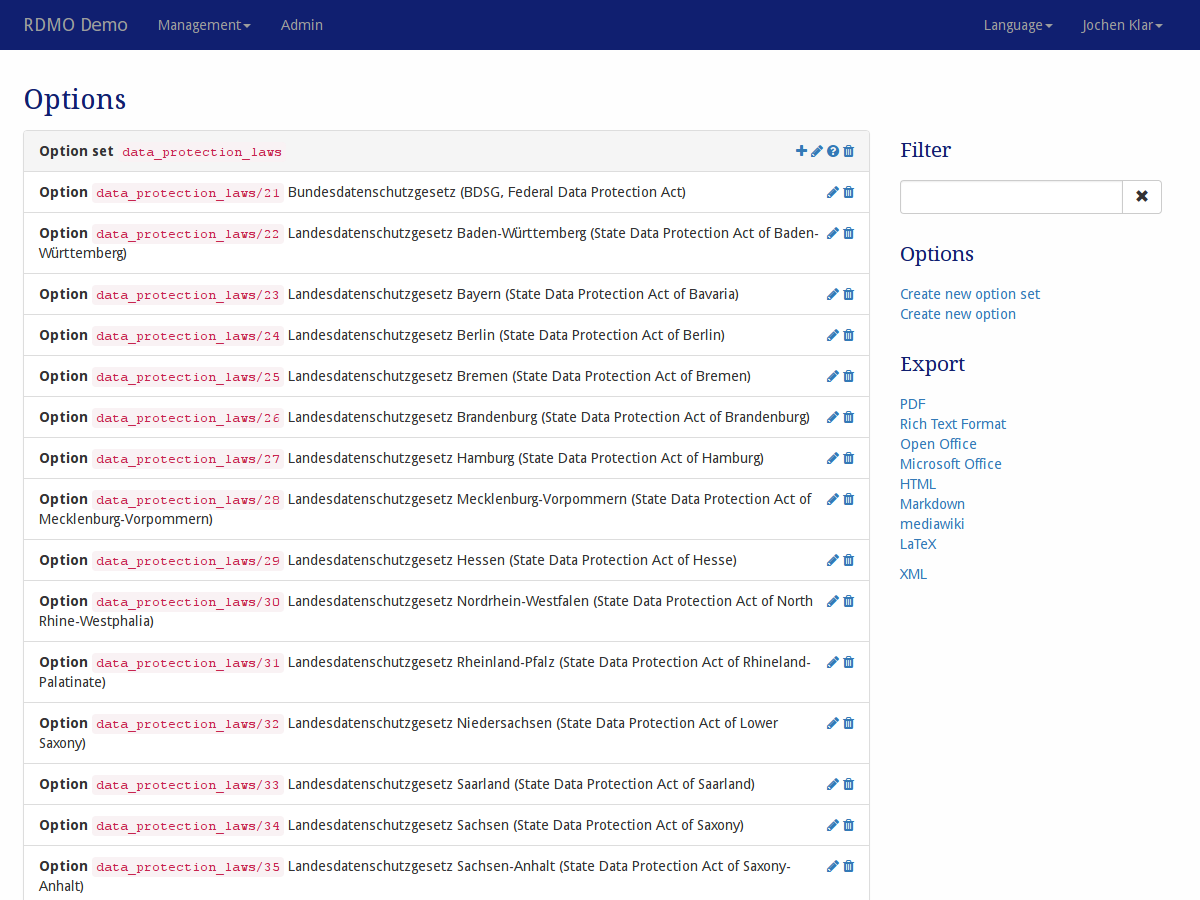 RDMO Demo Management Admin Language Jochen Klar
Options
Option set data_protection_laws
Option data_protection_laws/21 Bundesdatenschutzgesetz (BDSG, Federal Data Protection Act)
Option data_protection_laws/22 Landesdatenschutzgesetz Baden-Württemberg (State Data Protection Act of Baden-
Württemberg)
Option data_protection_laws/23 Landesdatenschutzgesetz Bayern (State Data Protection Act of Bavaria)
Option data_protection_laws/24 Landesdatenschutzgesetz Berlin (State Data Protection Act of Berlin)
Option data_protection_laws/25 Landesdatenschutzgesetz Bremen (State Data Protection Act of Bremen)
Option data_protection_laws/26 Landesdatenschutzgesetz Brandenburg (State Data Protection Act of Brandenburg)
Option data_protection_laws/27 Landesdatenschutzgesetz Hamburg (State Data Protection Act of Hamburg)
Option data_protection_laws/28 Landesdatenschutzgesetz Mecklenburg-Vorpommern (State Data Protection Act of
Mecklenburg-Vorpommern)
Option data_protection_laws/29 Landesdatenschutzgesetz Hessen (State Data Protection Act of Hesse)
Option data_protection_laws/30 Landesdatenschutzgesetz Nordrhein-Westfalen (State Data Protection Act of North
Rhine-Westphalia)
Option data_protection_laws/31 Landesdatenschutzgesetz Rheinland-Pfalz (State Data Protection Act of Rhineland-
Palatinate)
Option data_protection_laws/32 Landesdatenschutzgesetz Niedersachsen (State Data Protection Act of Lower
Saxony)
Option data_protection_laws/33 Landesdatenschutzgesetz Saarland (State Data Protection Act of Saarland)
Option data_protection_laws/34 Landesdatenschutzgesetz Sachsen (State Data Protection Act of Saxony)
Option data_protection_laws/35 Landesdatenschutzgesetz Sachsen-Anhalt (State Data Protection Act of Saxony-
Anhalt)
Filter
Options
Create new option set
Create new option
Export
PDF
Rich Text Format
Open Office
Microsoft Office
HTML
Markdown
mediawiki
LaTeX
XML